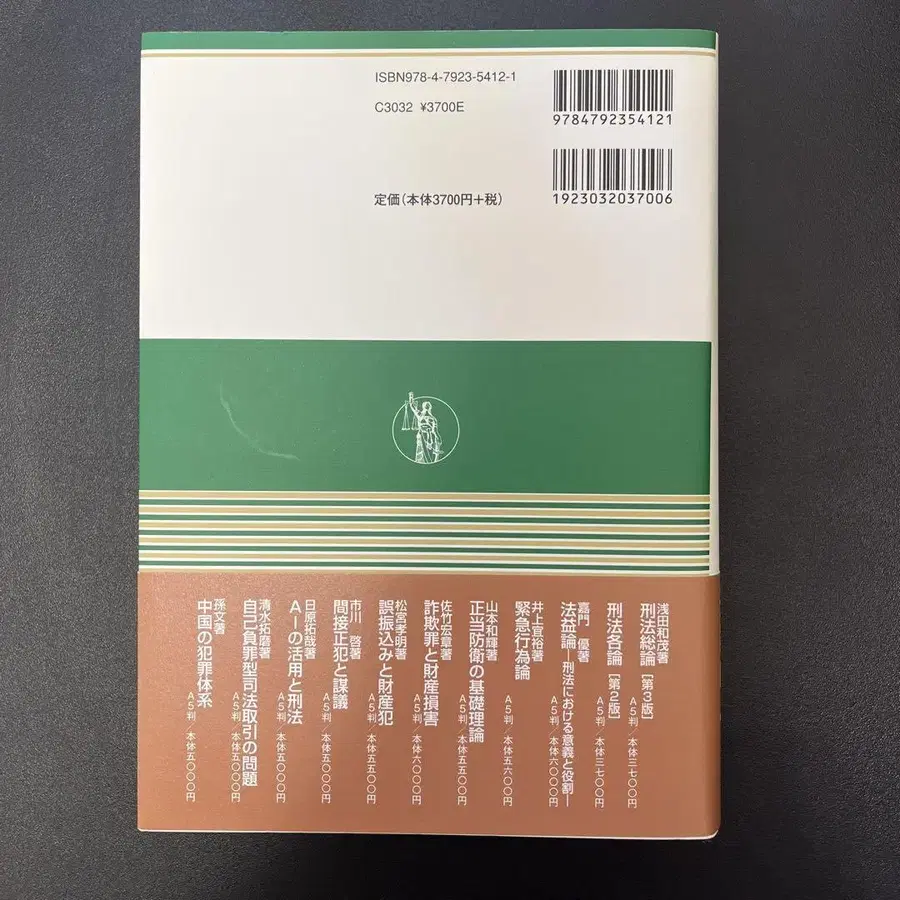 ISBN978-4-7923-5412-1
C3032 ¥3700E
定価(本体3700円+税)
9784792354121
1923032037006
浅田和茂著
刑法総論〔第3版〕
A5判/本体三七〇〇円
刑法各論〔第2版〕
A5判/本体三七〇〇円
嘉門 優著
法益論―刑法における意義と役割―
A5判/本体六〇〇〇円
井上宜裕著
緊急行為論
A5判/本体五六〇〇円
山本和輝著
正当防衛の基礎理論
A5判/本体五五〇〇円
佐竹宏章著
詐欺罪と財産損害
A5判/本体六〇〇〇円
松宮孝明著
誤振込みと財産犯
A5判/本体五〇〇〇円
市川 啓著
間接正犯と謀議
A5判/本体五〇〇〇円
日原拓哉著
AIの活用と刑法
A5判/本体五〇〇〇円
清水拓磨著
自己負罪型司法取引の問題
A5判/本体五〇〇〇円
孫文著
中国の犯罪体系
A5判/本体五〇〇〇円